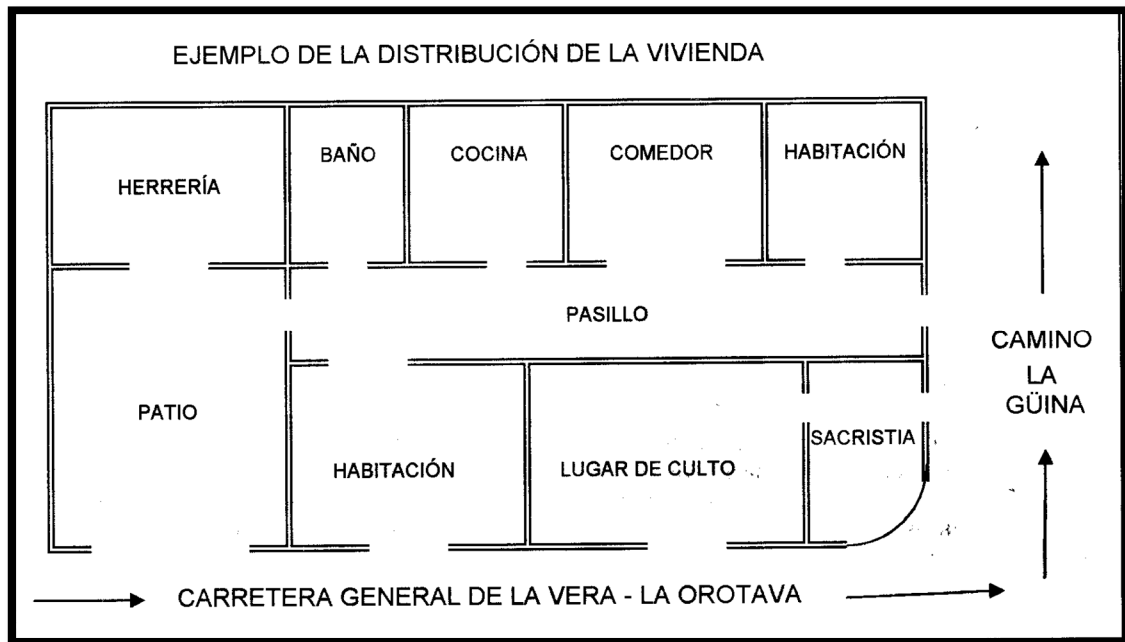 EJEMPLO DE LA DISTRIBUCIÓN DE LA VIVIENDA
HERRERÍA
BAÑO
COCINA
COMEDOR
HABITACIÓN
PASILLO
PATIO
HABITACIÓN
LUGAR DE CULTO
SACRISTIA
CAMINO
LA
GÜINA
CARRETERA GENERAL DE LA VERA - LA OROTAVA